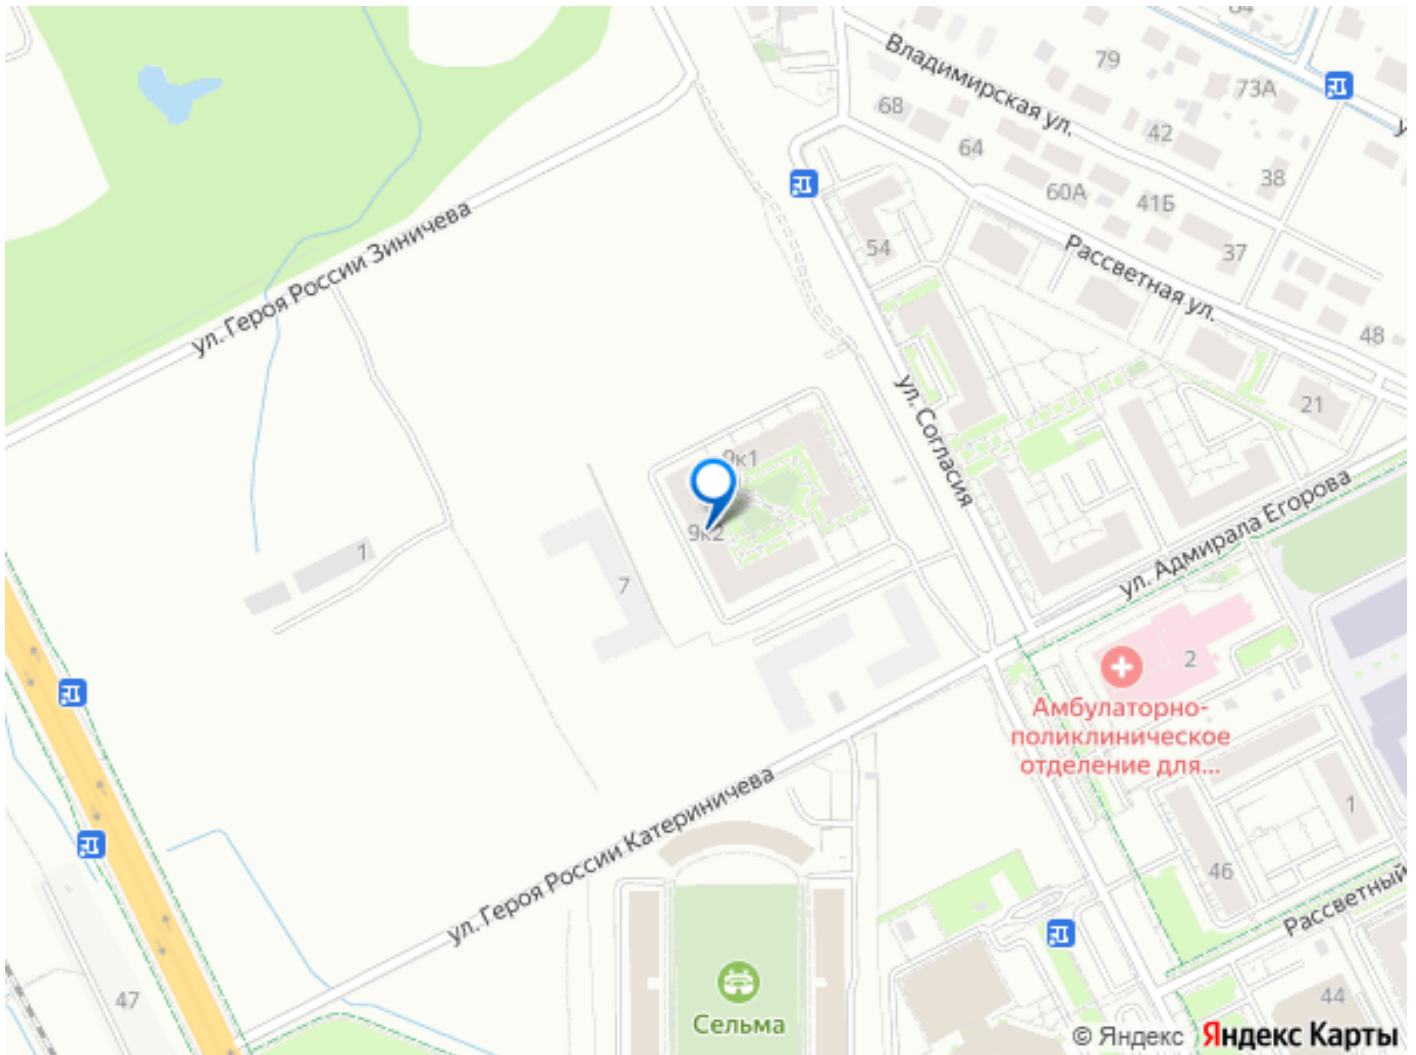 64
79
Владимирская ул.
73А
68
42
64
38
60А
41Б
ул. Героя России Зиничева
54
37
Рассветная ул.
48
ул. Согласия
21
9к1
ул. Адмирала Егорова
9к2
1
7
2
Амбулаторно-
поликлиническое
отделение для...
ул. Героя России Катериничева
1
46
Рассветный
47
44
Сельма
© Яндекс Яндекс Карты